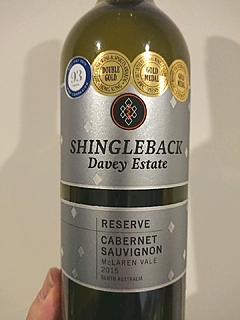 93
DOUBLE
GOLD
GOLD
MEDAL
SHINGLEBACK
Davey Estate
RESERVE
CABERNET
SAUVIGNON
McLAREN VALE
2015
SOUTH AUSTRALIA